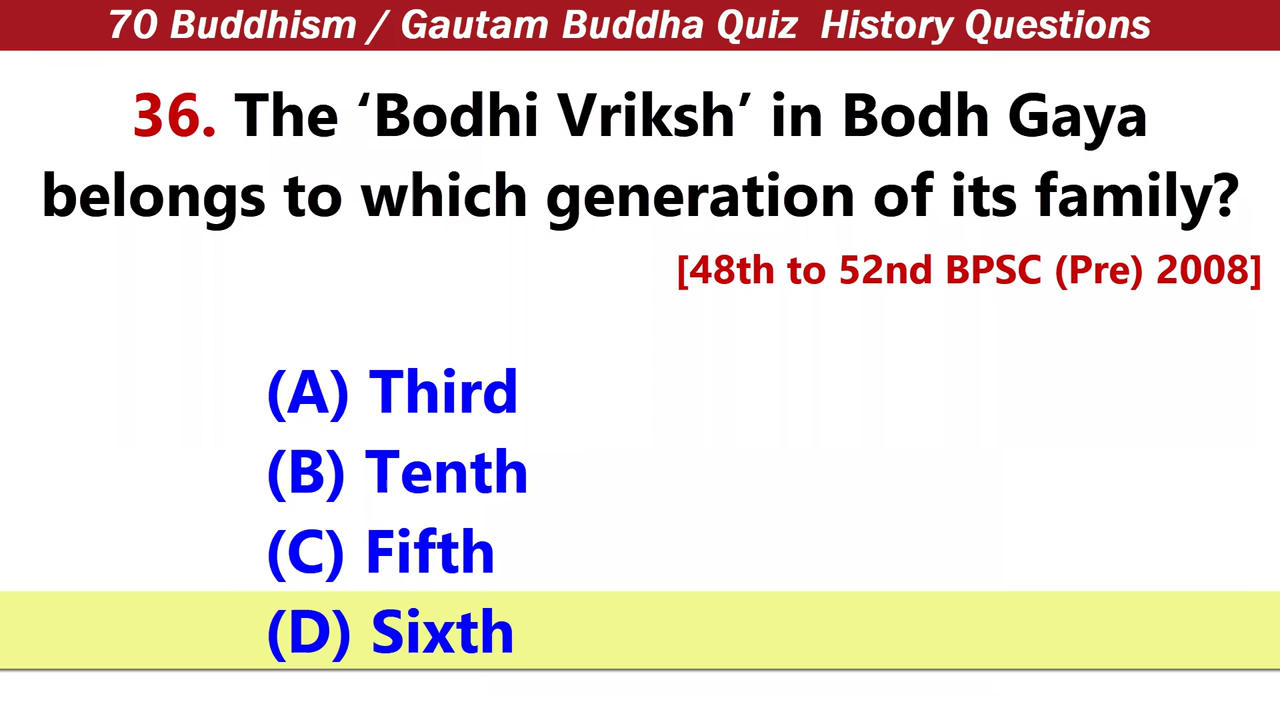 70 Buddhism / Gautam Buddha Quiz History Questions
36. The ‘Bodhi Vriksh’ in Bodh Gaya
belongs to which generation of its family?
[48th to 52nd BPSC (Pre) 2008]
(A) Third
(B) Tenth
(C) Fifth
(D) Sixth